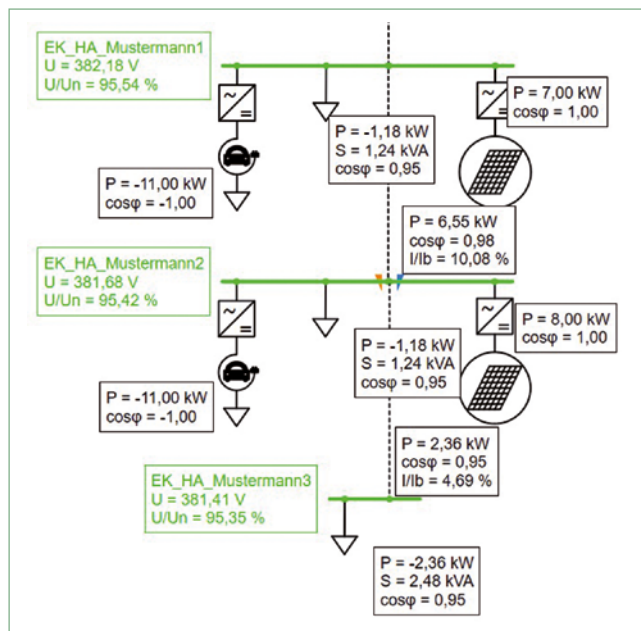 EK_HA_Mustermann1
U = 382,18 V
U/Un = 95,54 %
P = 7,00 kW
cosφ = 1,00
P = -1,18 kW
S = 1,24 kVA
cosφ = 0,95
P = -11,00 kW
cosφ = -1,00
P = 6,55 kW
cosφ = 0,98
I/Ib = 10,08 %
EK_HA_Mustermann2
U = 381,68 V
U/Un = 95,42 %
P = 8,00 kW
cosφ = 1,00
P = -1,18 kW
S = 1,24 kVA
cosφ = 0,95
P = -11,00 kW
cosφ = -1,00
P = 2,36 kW
cosφ = 0,95
I/Ib = 4,69 %
EK_HA_Mustermann3
U = 381,41 V
U/Un = 95,35 %
P = -2,36 kW
S = 2,48 kVA
cosφ = 0,95